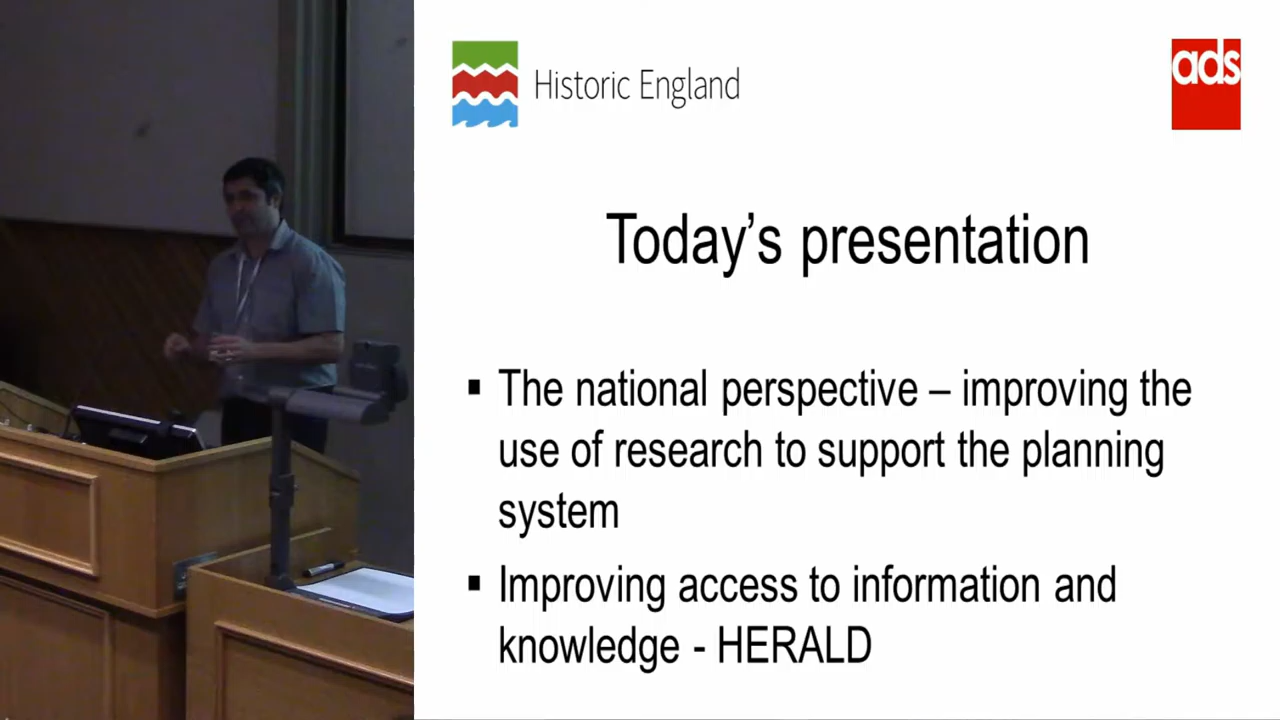 Historic England
ads
Today's presentation
▪ The national perspective – improving the
use of research to support the planning
system
▪ Improving access to information and
knowledge - HERALD